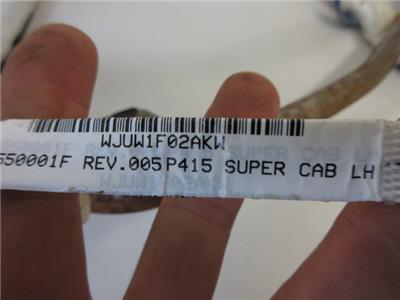 WJUW1F02AKW
550001F REV.005 P415 SUPER CAB LH